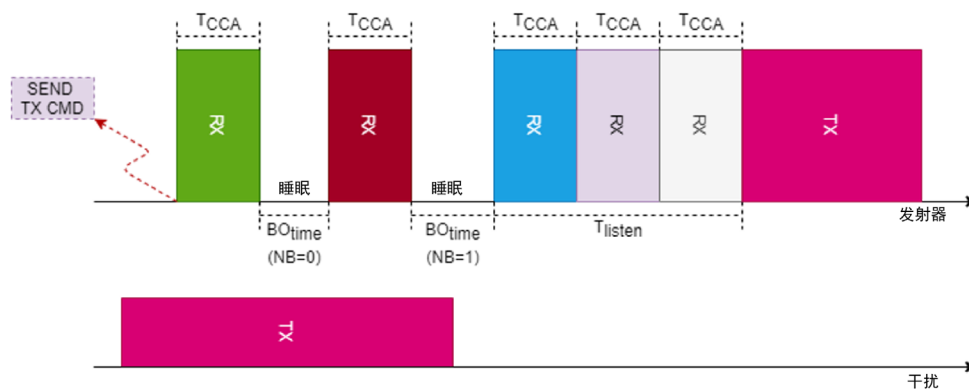 TCCA
TCCA
TCCA
TCCA
TCCA
SEND
TX CMD
RX
RX
RX
RX
RX
TX
睡眠
睡眠
发射器
BOtime
(NB=0)
BOtime
(NB=1)
Tlisten
TX
干扰